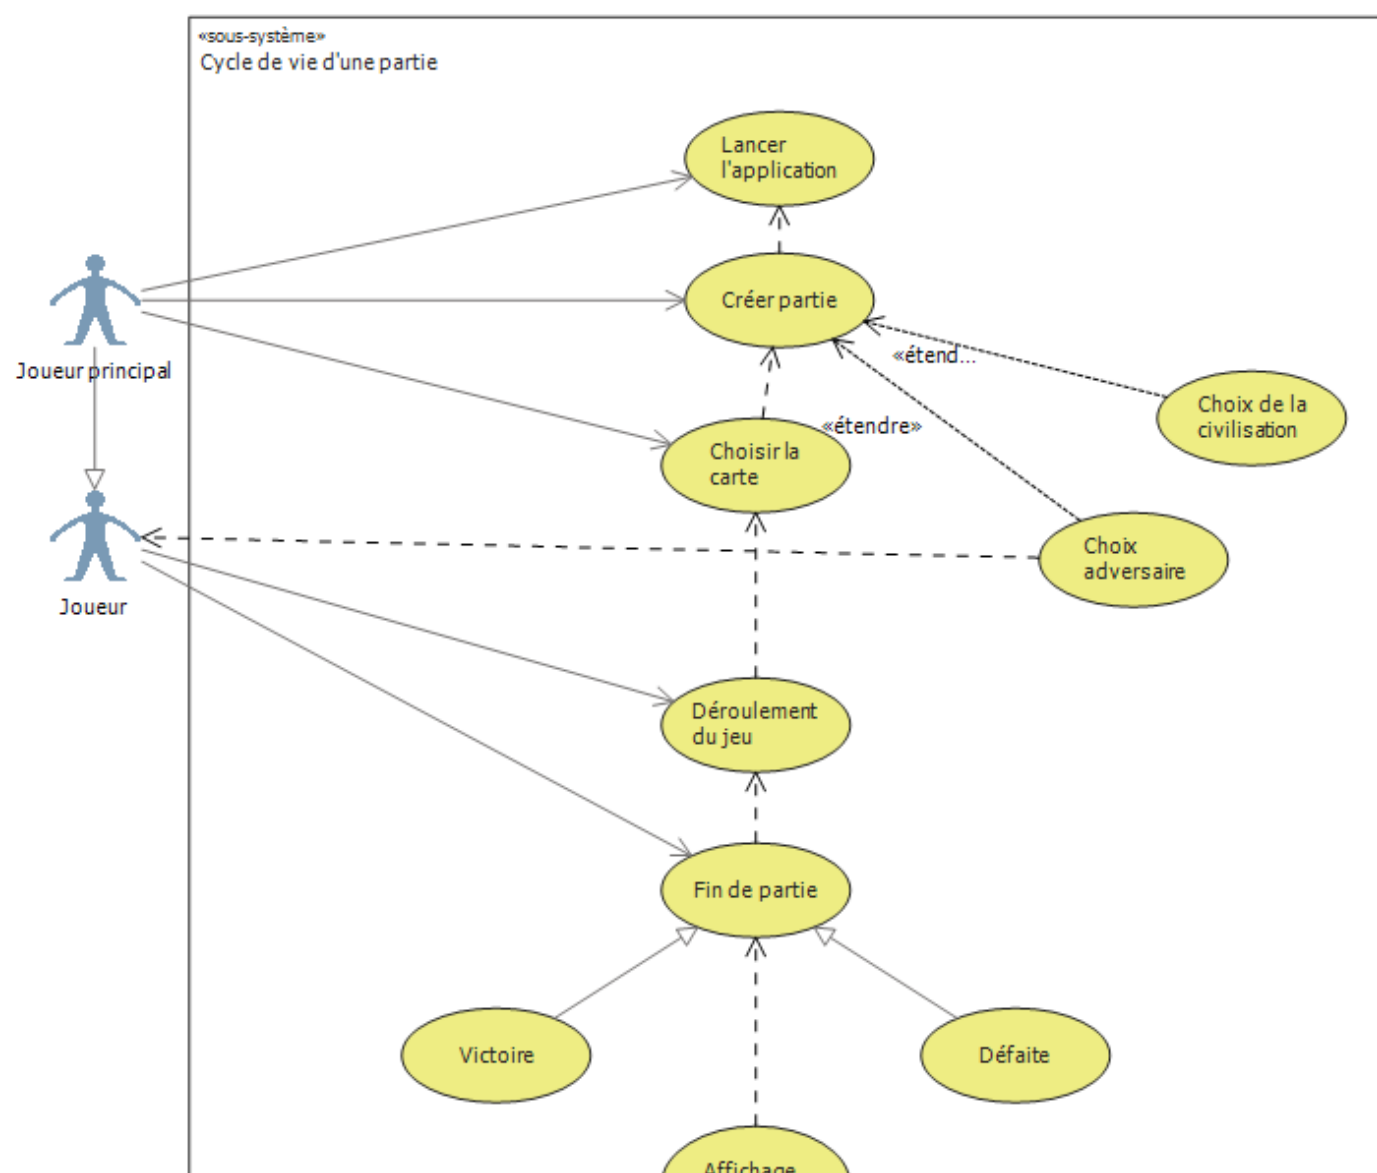 «sous-système»
Cycle de vie d'une partie
Lancer
l'application
Créer partie
«étend...
Joueur principal
Choix de la
civilisation
«étendre»
Choisir la
carte
Choix
adversaire
Joueur
Déroulement
du jeu
Fin de partie
Victoire
Défaite
Affichage